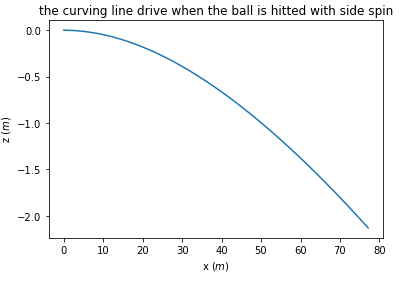 the curving line drive when the ball is hitted with side spin
0.0
−0.5
−1.0
−1.5
−2.0
z (m)
0 10 20 30 40 50 60 70 80
x (m)